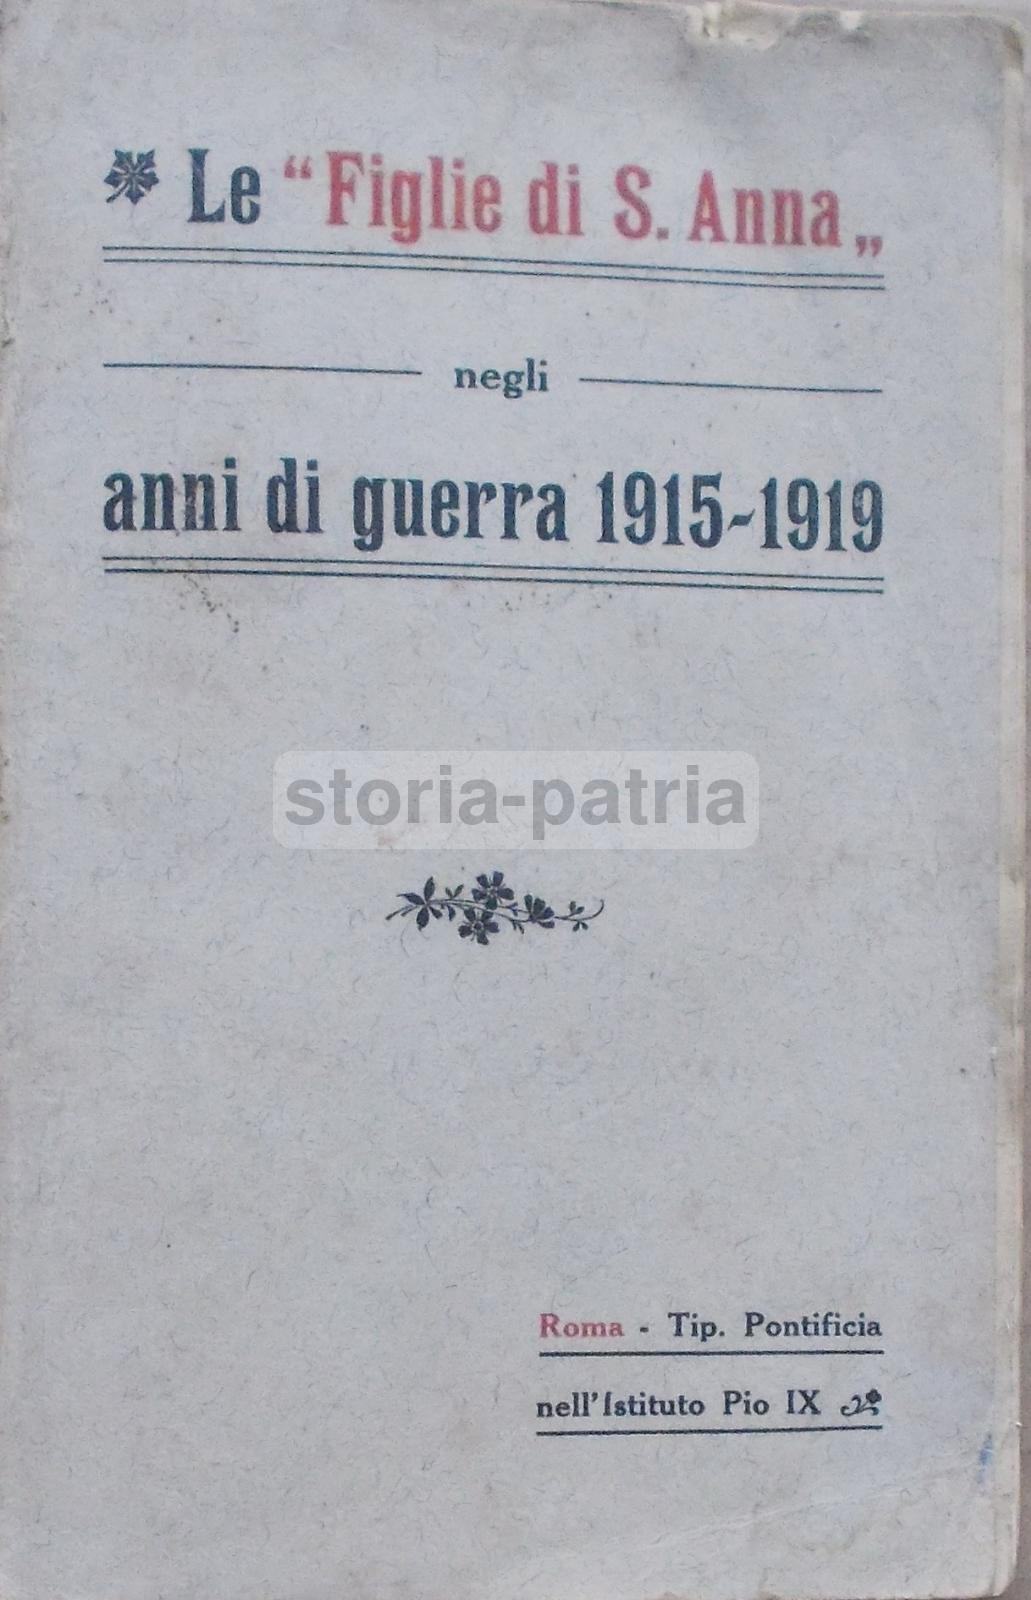 Le “Figlie di S. Anna„
negli
anni di guerra 1915-1919
storia-patria
Roma - Tip. Pontificia
nell'Istituto Pio IX